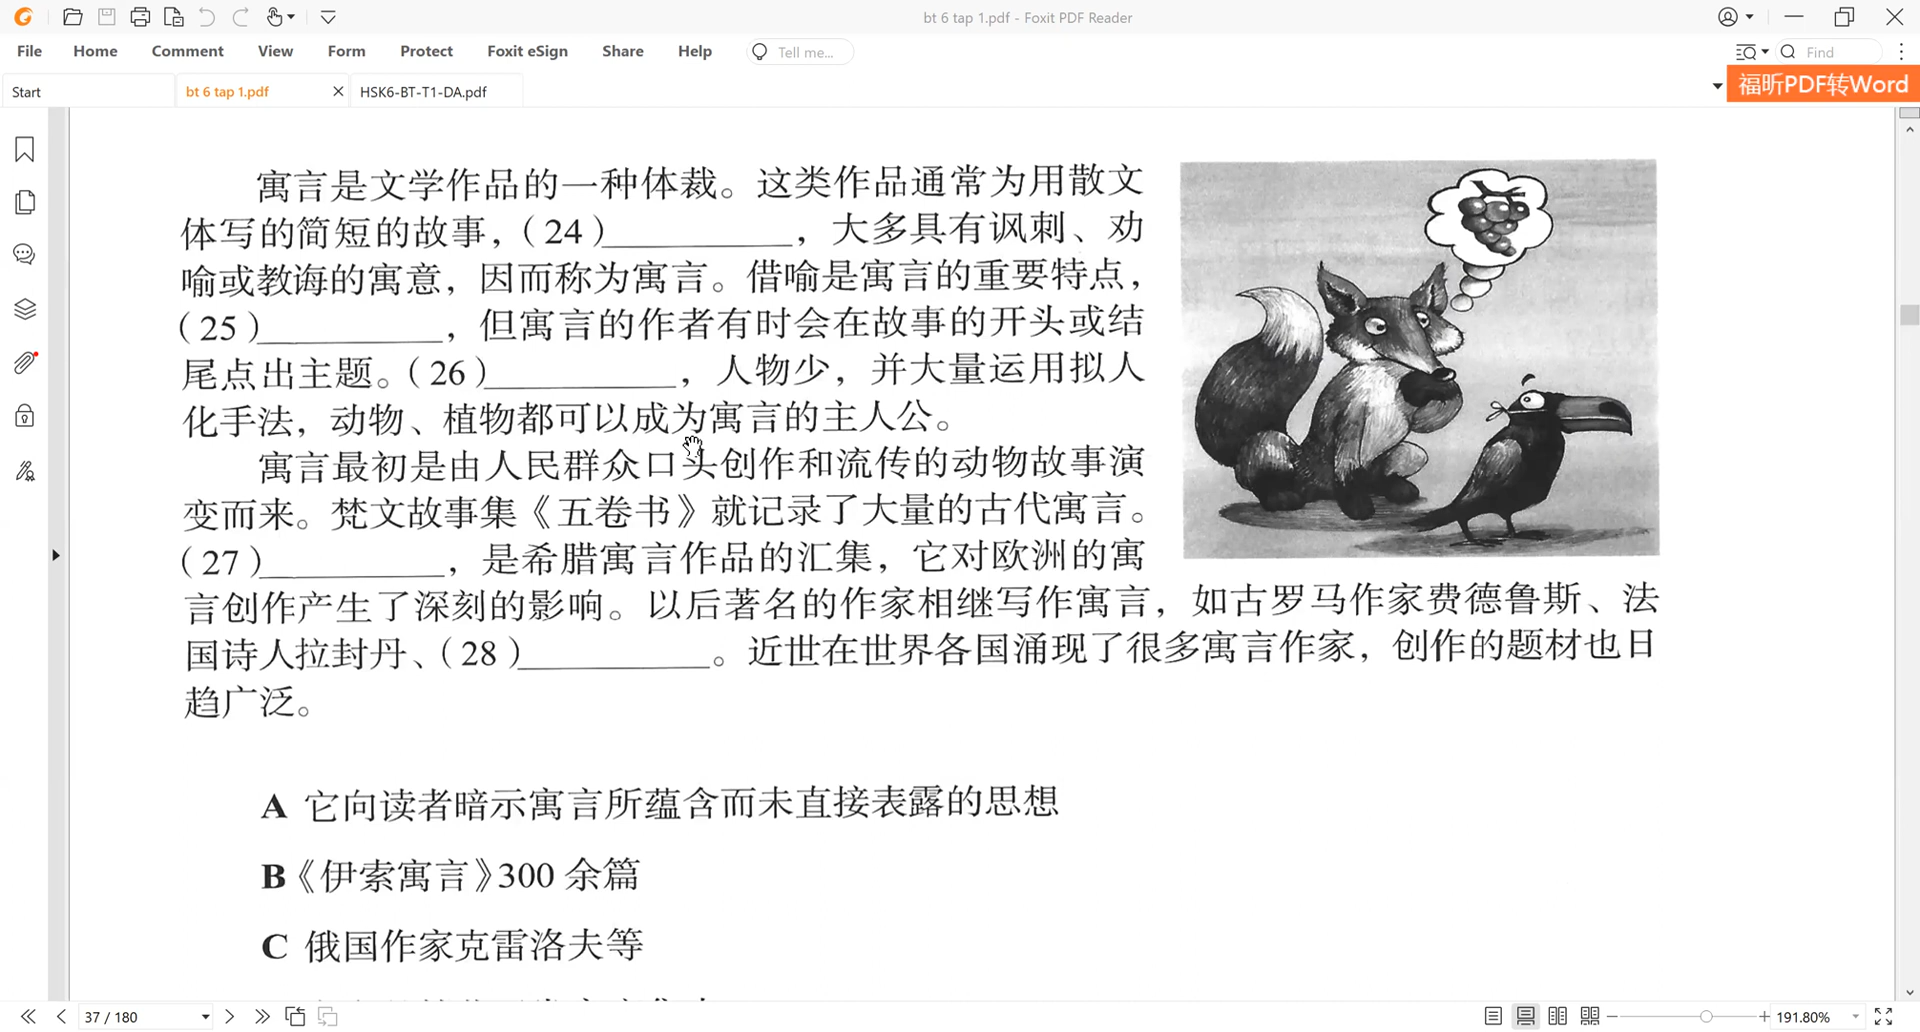 bt 6 tap 1.pdf - Foxit PDF Reader
File Home Comment View Form Protect Foxit eSign Share Help Tell me... Find
Start bt 6 tap 1.pdf HSK6-BT-T1-DA.pdf 福昕PDF转Word
寓言是文学作品的一种体裁。这类作品通常为用散文
体写的简短的故事，（24）__________，大多具有讽刺、劝
喻或教诲的寓意，因而称为寓言。借喻是寓言的重要特点，
（25）__________，但寓言的作者有时会在故事的开头或结
尾点出主题。（26）__________，人物少，并大量运用拟人
化手法，动物、植物都可以成为寓言的主人公。
寓言最初是由人民群众口头创作和流传的动物故事演
变而来。梵文故事集《五卷书》就记录了大量的古代寓言。
（27）__________，是希腊寓言作品的汇集，它对欧洲的寓
言创作产生了深刻的影响。以后著名的作家相继写作寓言，如古罗马作家费德鲁斯、法
国诗人拉封丹、（28）__________。近世在世界各国涌现了很多寓言作家，创作的题材也日
趋广泛。
A 它向读者暗示寓言所蕴含而未直接表露的思想
B《伊索寓言》300 余篇
C 俄国作家克雷洛夫等
37 / 180 191.80%